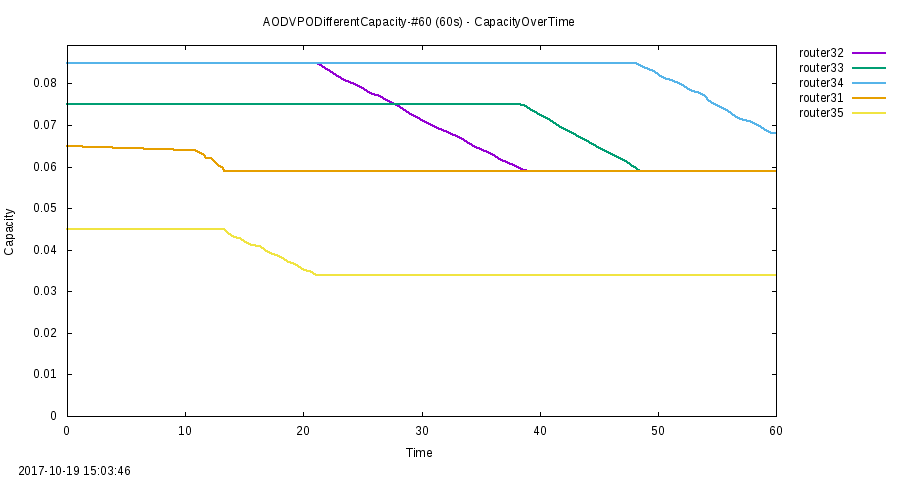 AODVPODifferentCapacity-#60 (60s) - CapacityOverTime
router32
router33
router34
router31
router35
0.08
0.07
0.06
0.05
0.04
0.03
0.02
0.01
0
Capacity
0 10 20 30 40 50 60
Time
2017-10-19 15:03:46